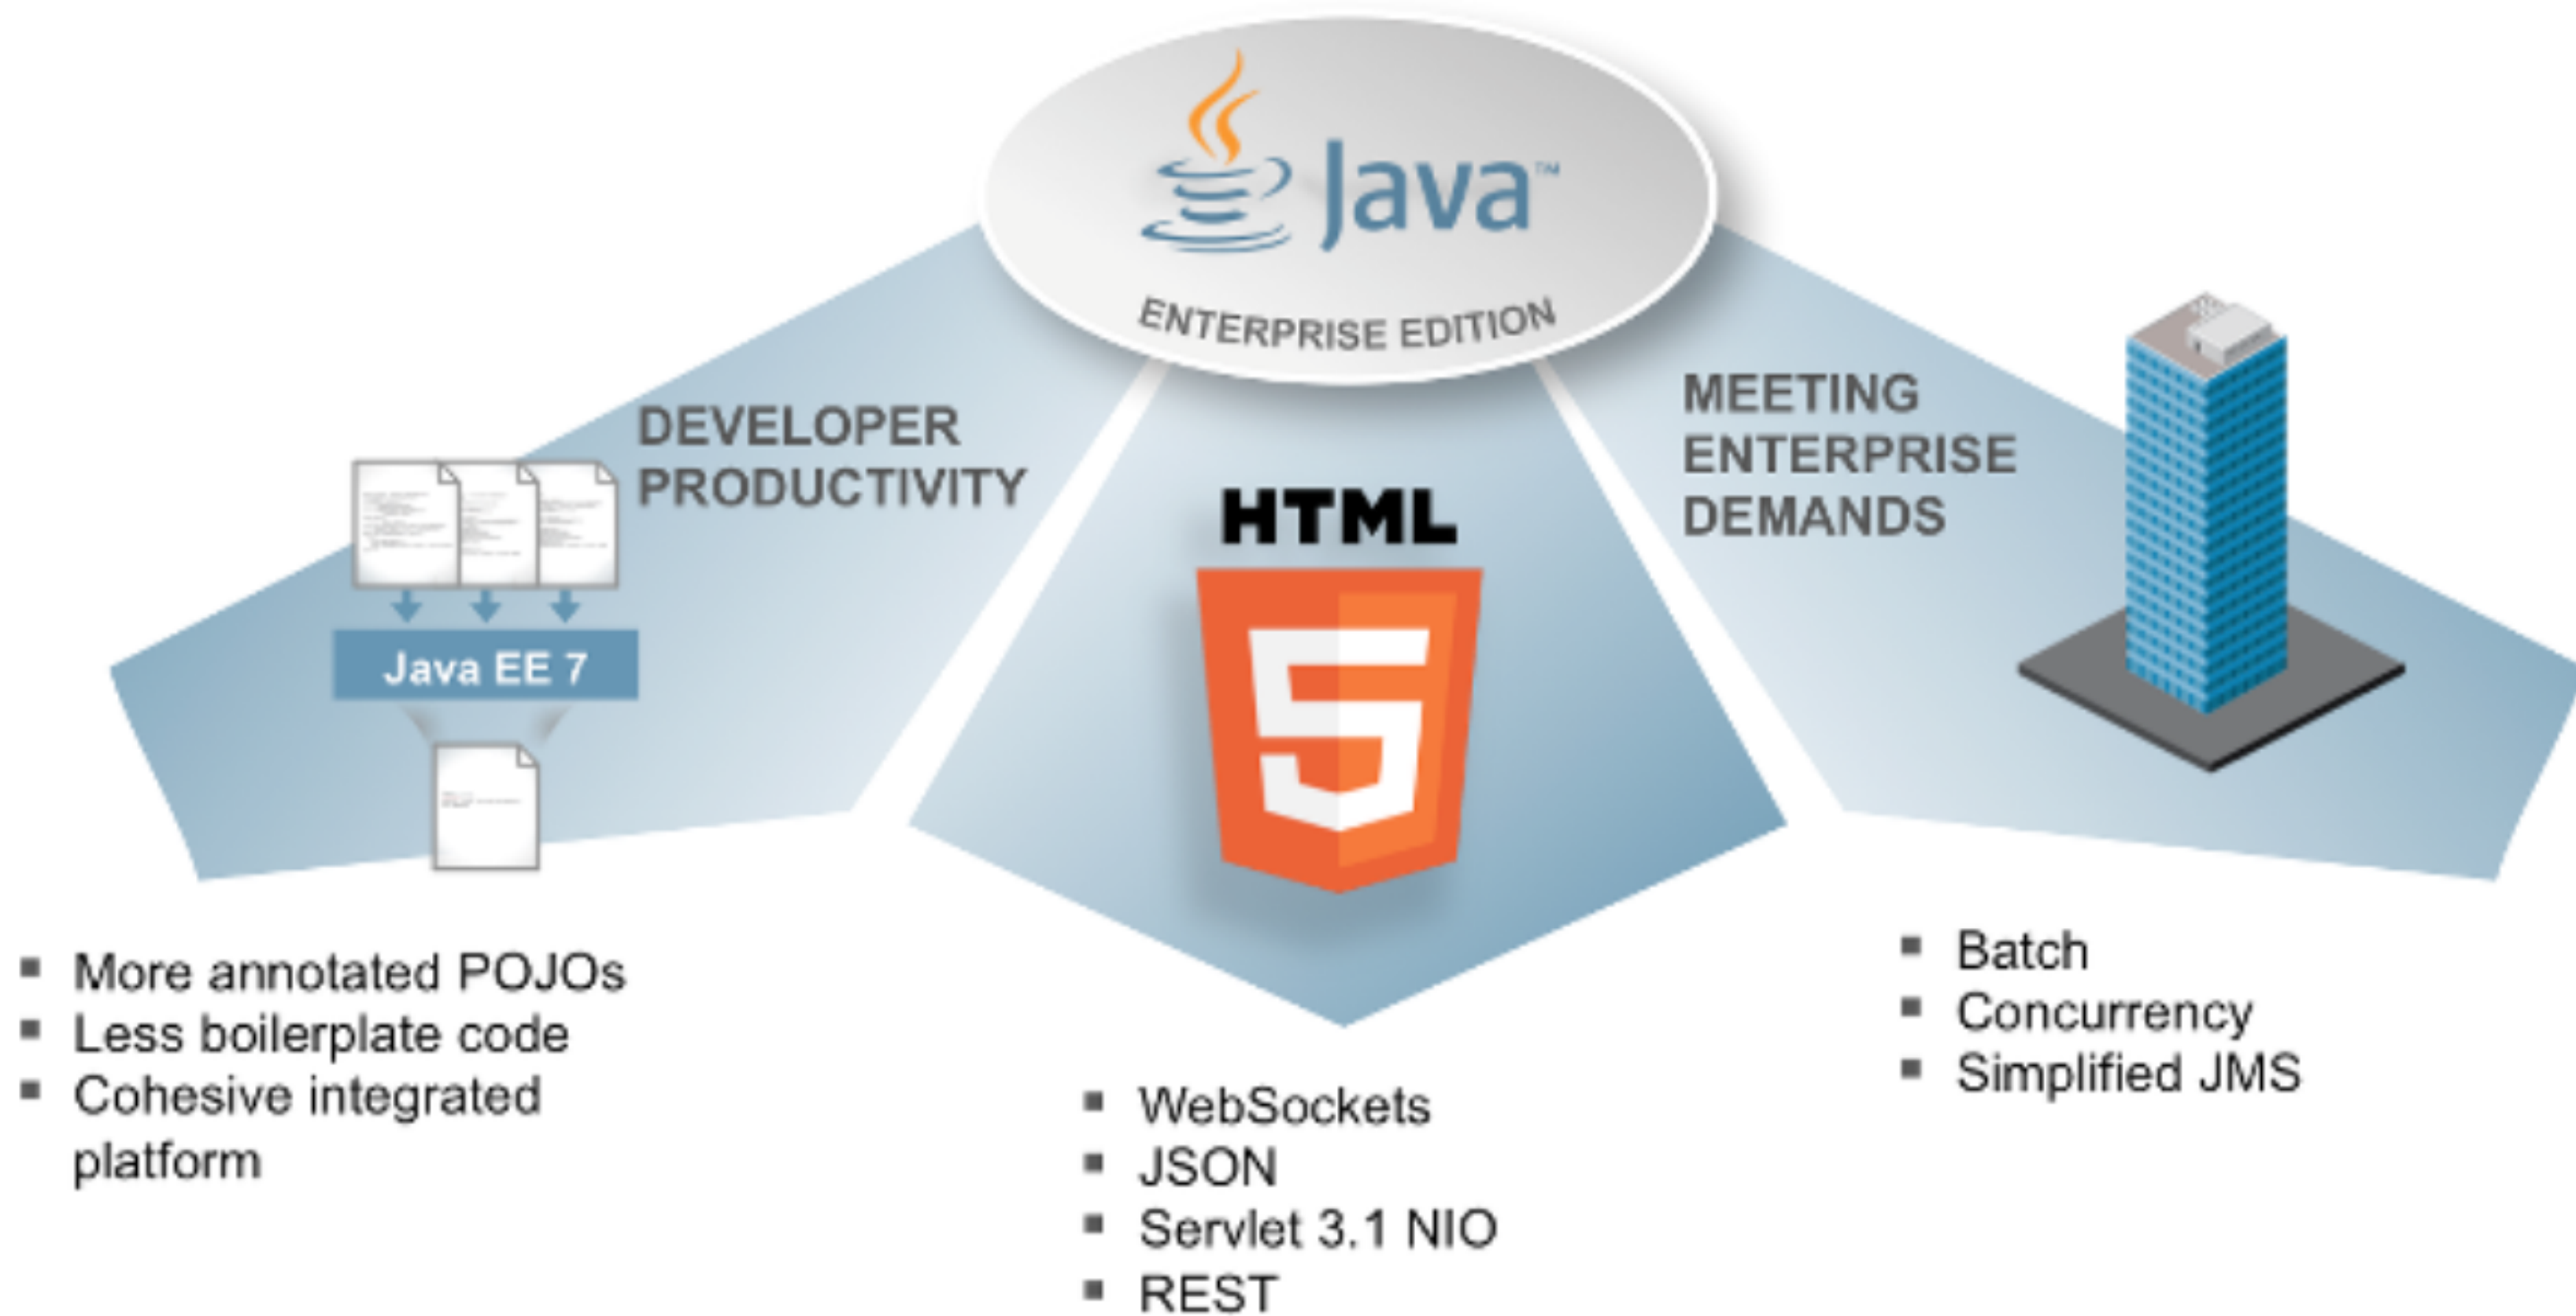 Java™
ENTERPRISE EDITION
DEVELOPER
PRODUCTIVITY
Java EE 7
More annotated POJOs
Less boilerplate code
Cohesive integrated
platform
HTML
5
WebSockets
JSON
Servlet 3.1 NIO
REST
MEETING
ENTERPRISE
DEMANDS
Batch
Concurrency
Simplified JMS